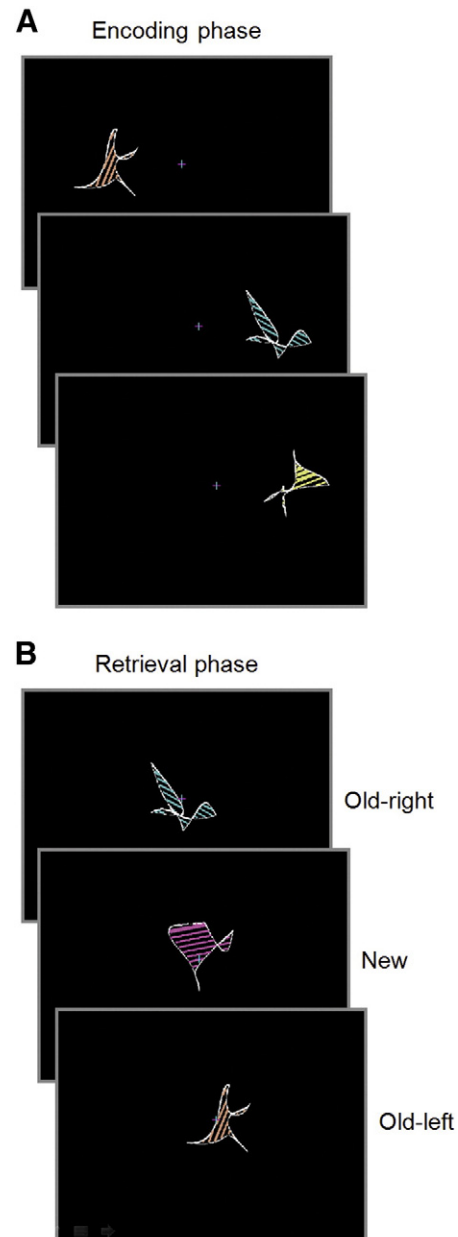 A
Encoding phase
B
Retrieval phase
Old-right
New
Old-left